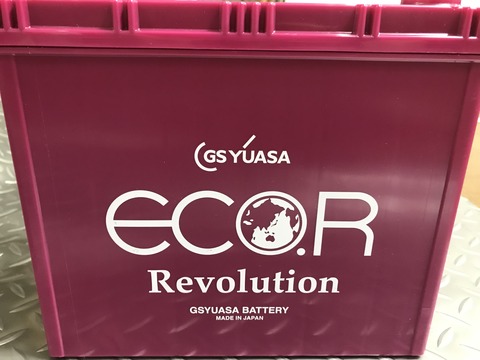 GS YUASA
ECO.R
Revolution
GSYUASA BATTERY
MADE IN JAPAN